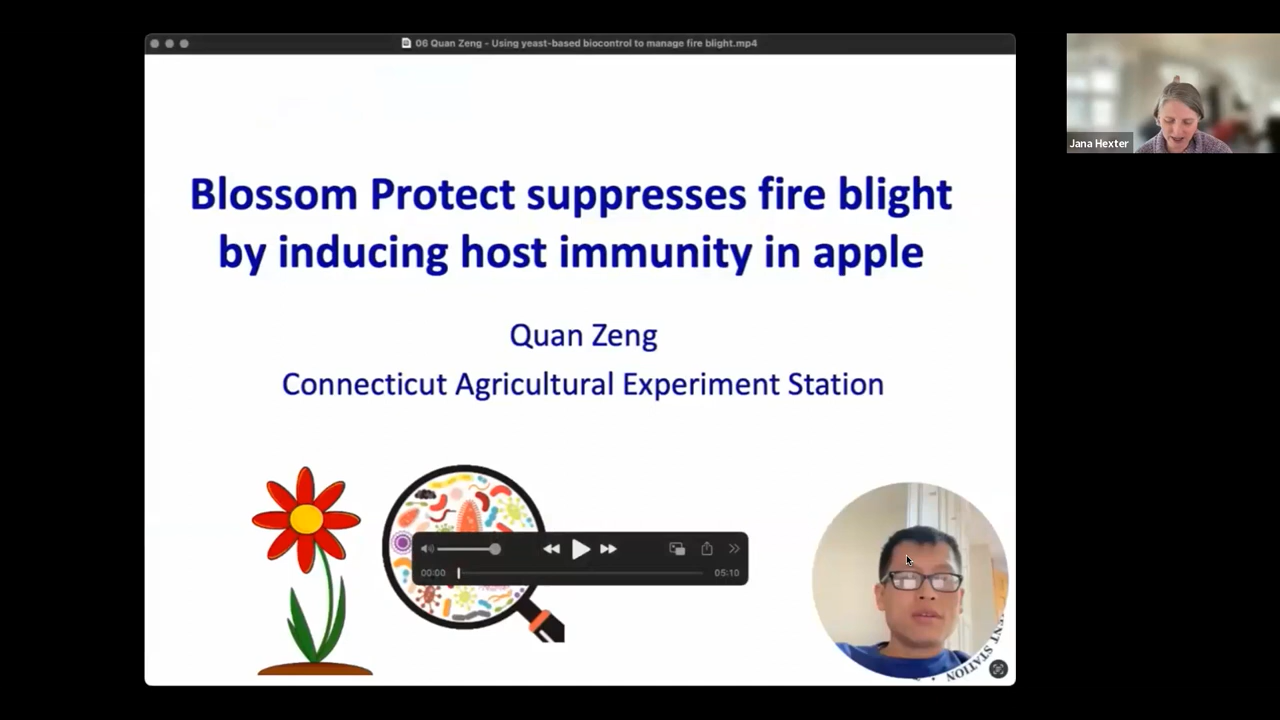 06 Quan Zeng - Using yeast-based biocontrol to manage fire blight.mp4
Jana Hexter
Blossom Protect suppresses fire blight
by inducing host immunity in apple
Quan Zeng
Connecticut Agricultural Experiment Station
00:00
05:10
STATION